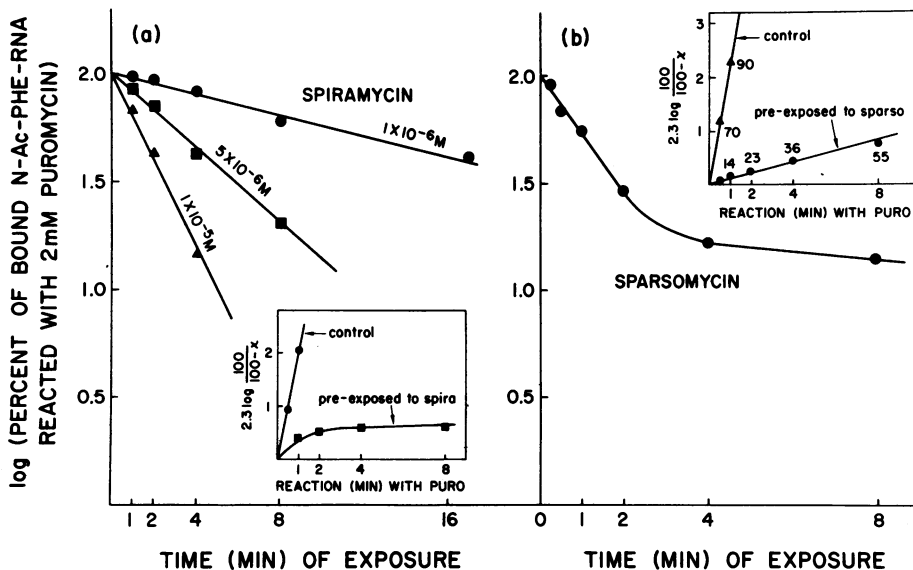 log (PERCENT OF BOUND N-Ac-PHE-RNA
REACTED WITH 2mM PUROMYCIN)
(a)
2.0
1.5
1.0
0.5
SPIRAMYCIN
1X10-6M
5X10-6M
1X10-5M
2.3 log 100/100-x
2
1
control
pre-exposed to spira
1 2 4 8
REACTION (MIN) WITH PURO
1 2 4 8 16
TIME (MIN) OF EXPOSURE
(b)
2.0
1.5
1.0
0.5
SPARSOMYCIN
2.3 log 100/100-x
3
2
1
control
90
70
pre-exposed to sparso
14 23 36 55
1 2 4 8
REACTION (MIN) WITH PURO
0 1 2 4 8
TIME (MIN) OF EXPOSURE